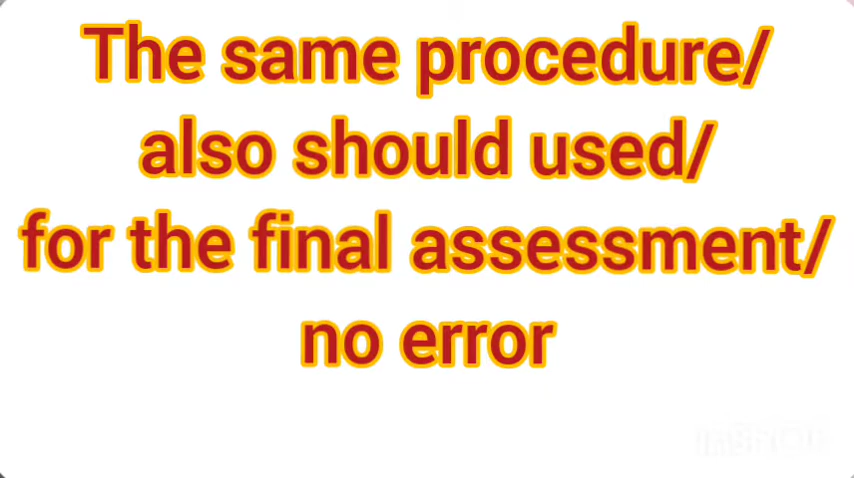 The same procedure/
also should used/
for the final assessment/
no error